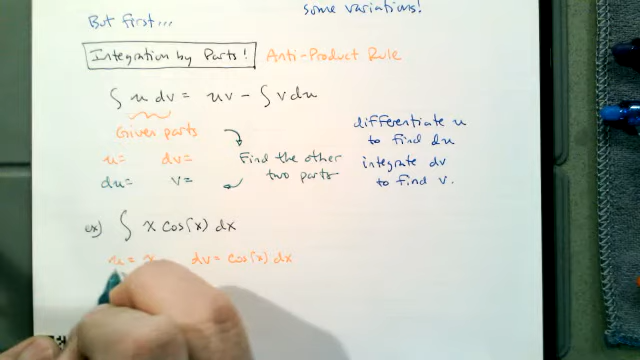 some variations!
But first...
Integration by Parts! Anti-Product Rule
∫ u dv = uv - ∫ v du
Given parts
u= dv=
du= v=
Find the other
two parts
differentiate u
to find du
integrate dv
to find v.
ex) ∫ x cos(x) dx
u= x dv= cos(x) dx